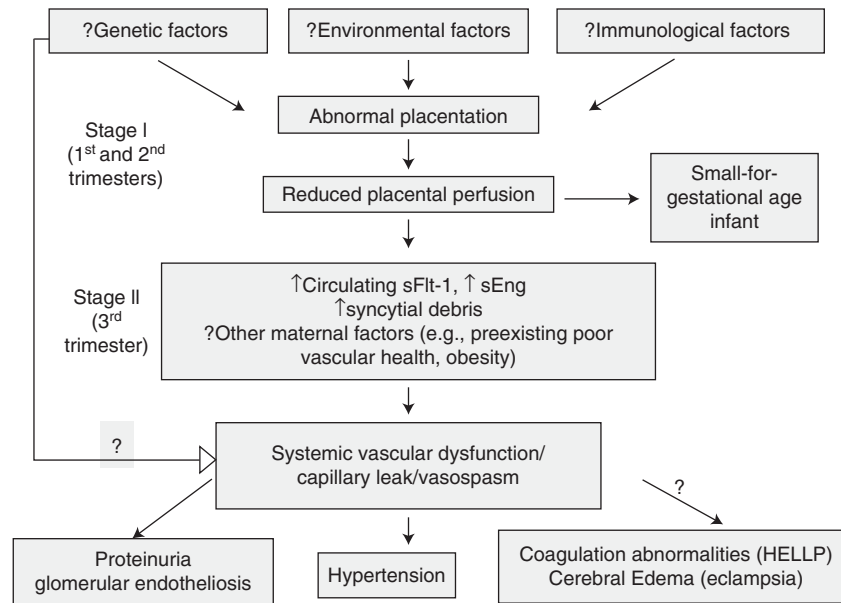 ?Genetic factors
?Environmental factors
?Immunological factors
Abnormal placentation
Stage I
(1st and 2nd
trimesters)
Reduced placental perfusion
Small-for-
gestational age
infant
↑Circulating sFlt-1, ↑ sEng
↑syncytial debris
?Other maternal factors (e.g., preexisting poor
vascular health, obesity)
Stage II
(3rd
trimester)
?
Systemic vascular dysfunction/
capillary leak/vasospasm
?
Proteinuria
glomerular endotheliosis
Hypertension
Coagulation abnormalities (HELLP)
Cerebral Edema (eclampsia)